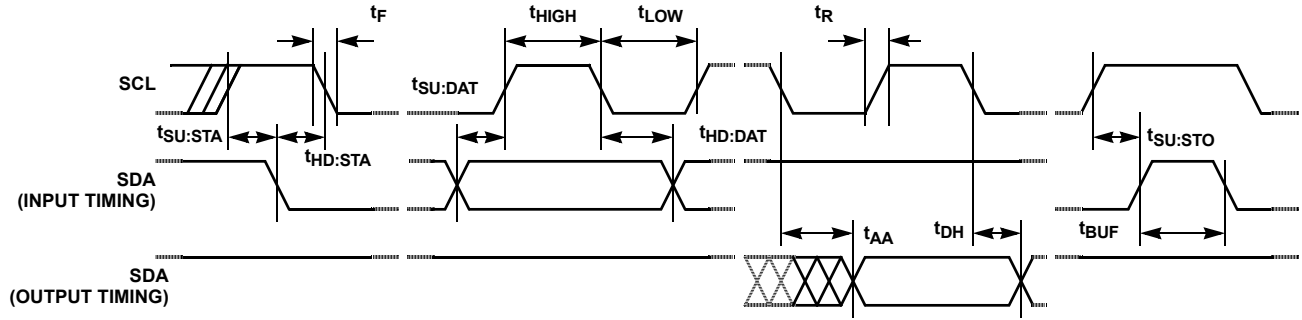 tF
tHIGH
tLOW
tR
SCL
tSU:DAT
tSU:STA
tHD:STA
tHD:DAT
tSU:STO
SDA
(INPUT TIMING)
tAA
tDH
tBUF
SDA
(OUTPUT TIMING)